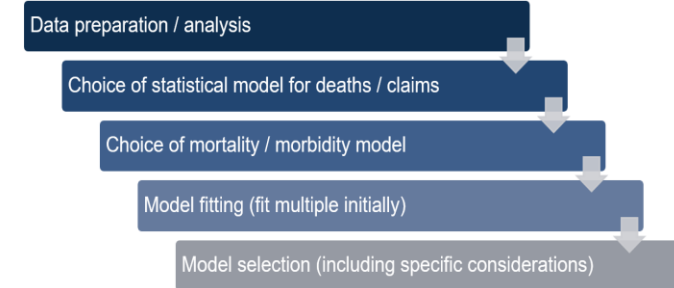 Data preparation / analysis
Choice of statistical model for deaths / claims
Choice of mortality / morbidity model
Model fitting (fit multiple initially)
Model selection (including specific considerations)